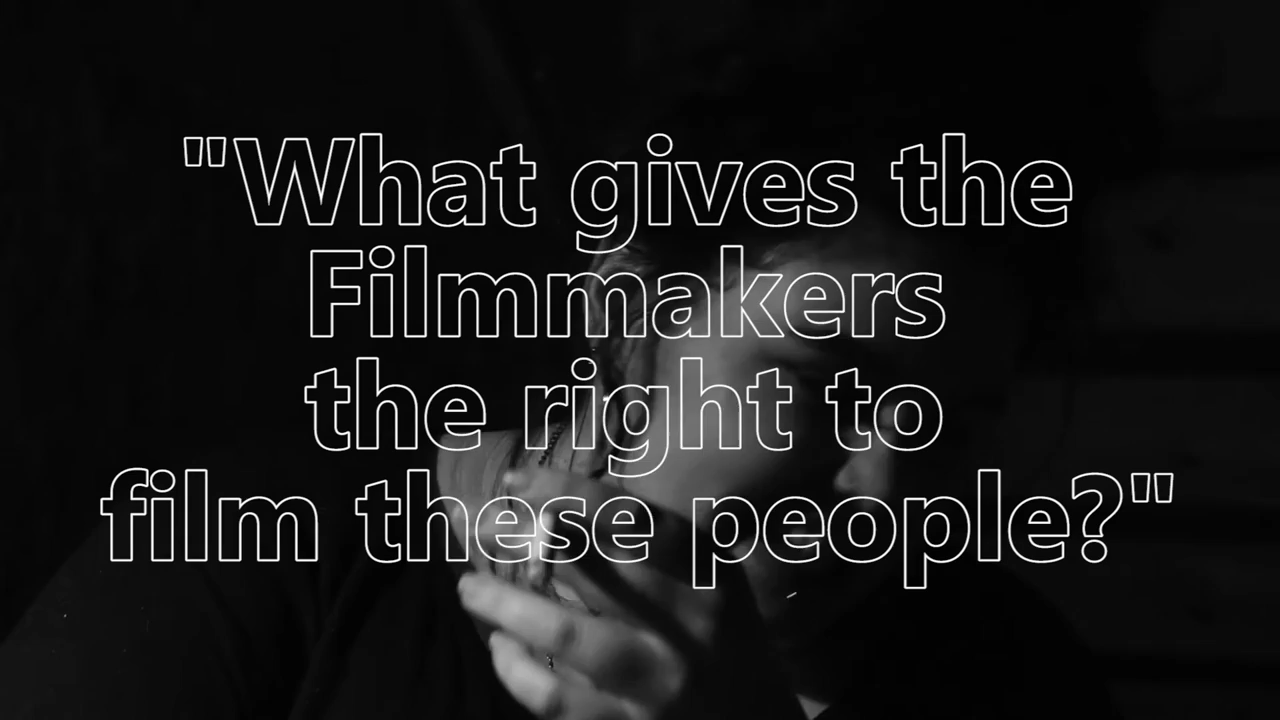 "What gives the
Filmmakers
the right to
film these people?"